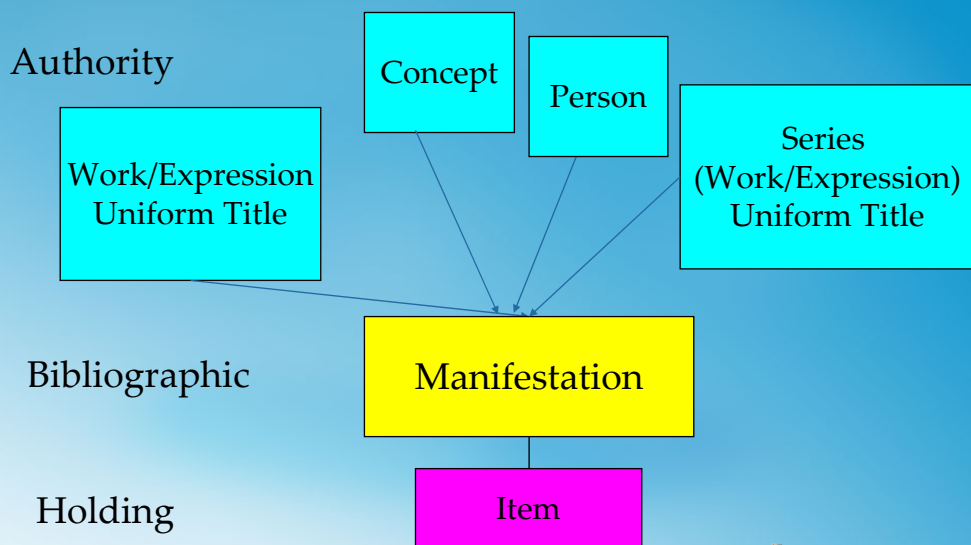 Authority
Concept
Person
Work/Expression
Uniform Title
Series
(Work/Expression)
Uniform Title
Bibliographic
Manifestation
Holding
Item